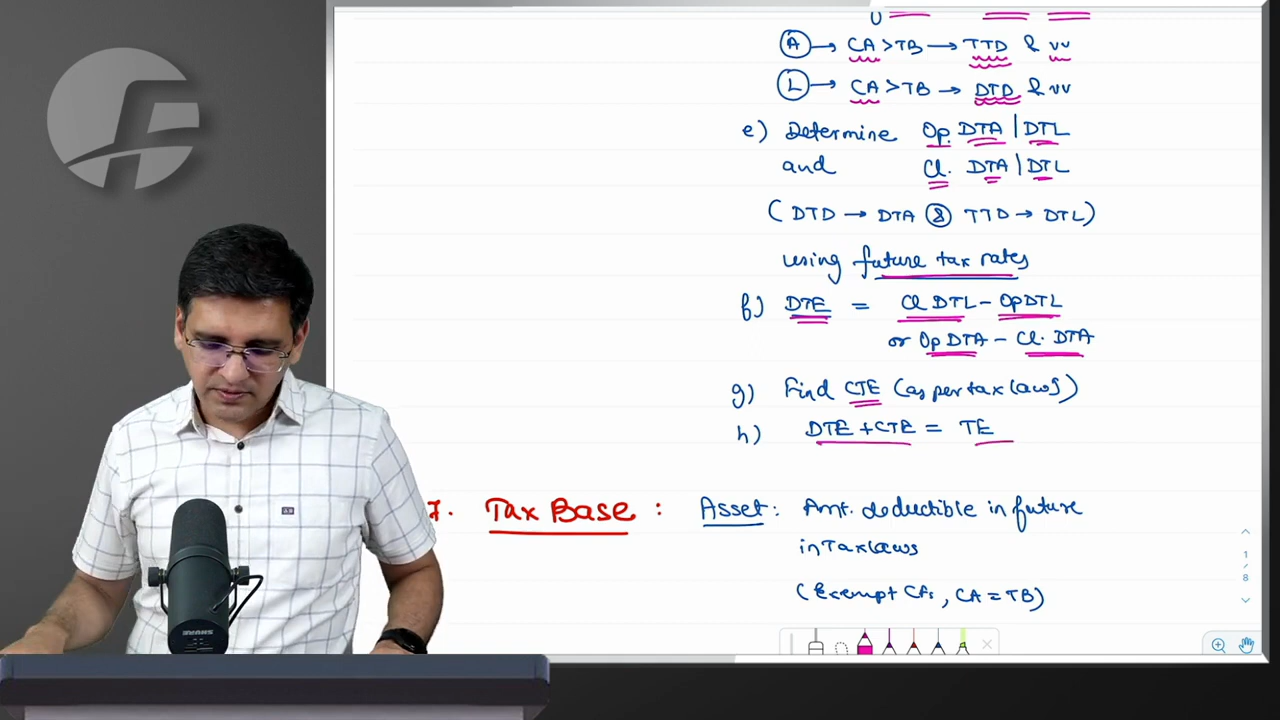 A → CA > TB → TTD & vv
L → CA > TB → DTD & vv
e) Determine Op. DTA | DTL
and Cl. DTA | DTL
( DTD → DTA & TTD → DTL)
using future tax rates
f) DTE = Cl DTL - Op DTL
or Op DTA - Cl. DTA
g) Find CTE (as per tax laws)
h) DTE + CTE = TE
7. Tax Base : Asset : Amt. deductible in future
in Tax laws
(Exempt CFs, CA = TB)
1
/
8
SHURE